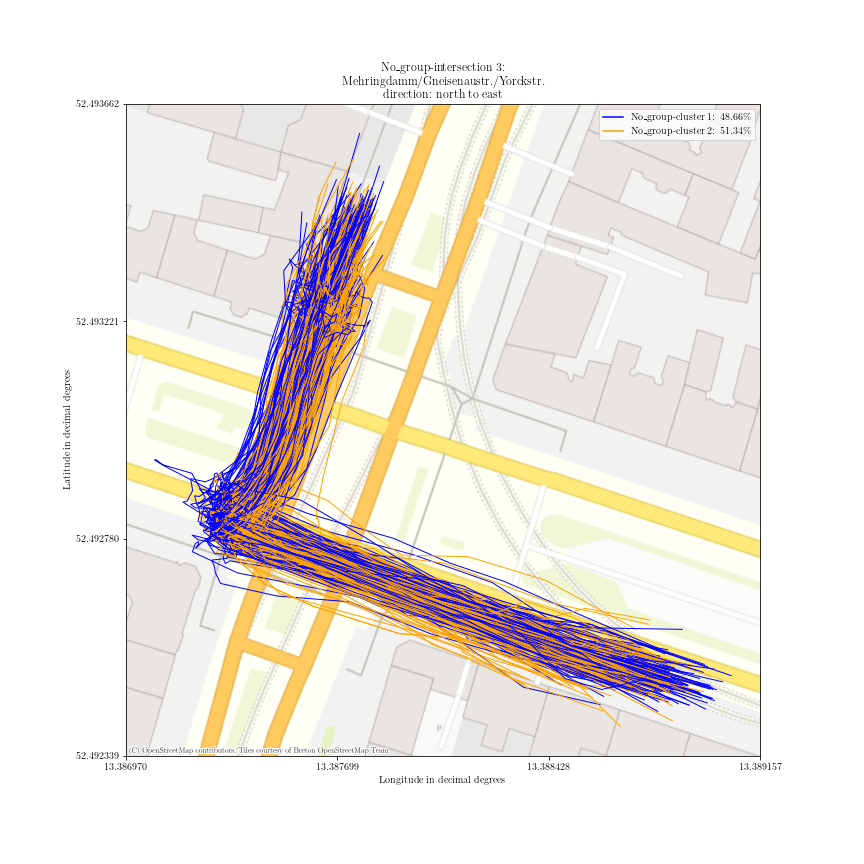 No_group-intersection 3:
Mehringdamm/Gneisenaustr./Yorckstr.
direction: north to east
52.493662
No_group-cluster 1: 48.66%
No_group-cluster 2: 51.34%
52.493221
Latitude in decimal degrees
52.492780
P
52.492339
(C) OpenStreetMap contributors, Tiles courtesy of Breton OpenStreetMap Team
13.386970
13.387699
13.388428
13.389157
Longitude in decimal degrees